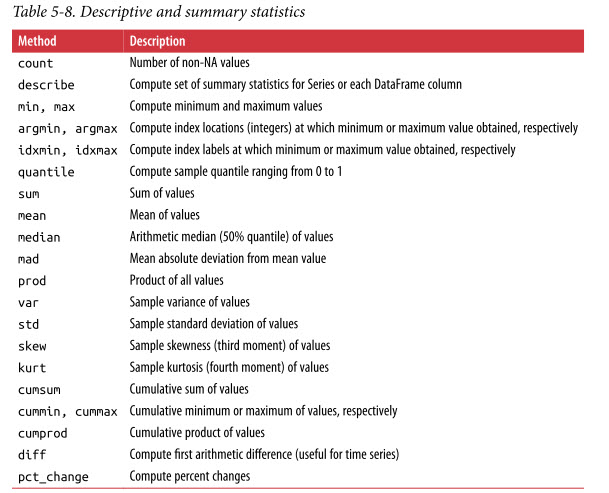 Table 5-8. Descriptive and summary statistics
Method Description
count Number of non-NA values
describe Compute set of summary statistics for Series or each DataFrame column
min, max Compute minimum and maximum values
argmin, argmax Compute index locations (integers) at which minimum or maximum value obtained, respectively
idxmin, idxmax Compute index labels at which minimum or maximum value obtained, respectively
quantile Compute sample quantile ranging from 0 to 1
sum Sum of values
mean Mean of values
median Arithmetic median (50% quantile) of values
mad Mean absolute deviation from mean value
prod Product of all values
var Sample variance of values
std Sample standard deviation of values
skew Sample skewness (third moment) of values
kurt Sample kurtosis (fourth moment) of values
cumsum Cumulative sum of values
cummin, cummax Cumulative minimum or maximum of values, respectively
cumprod Cumulative product of values
diff Compute first arithmetic difference (useful for time series)
pct_change Compute percent changes